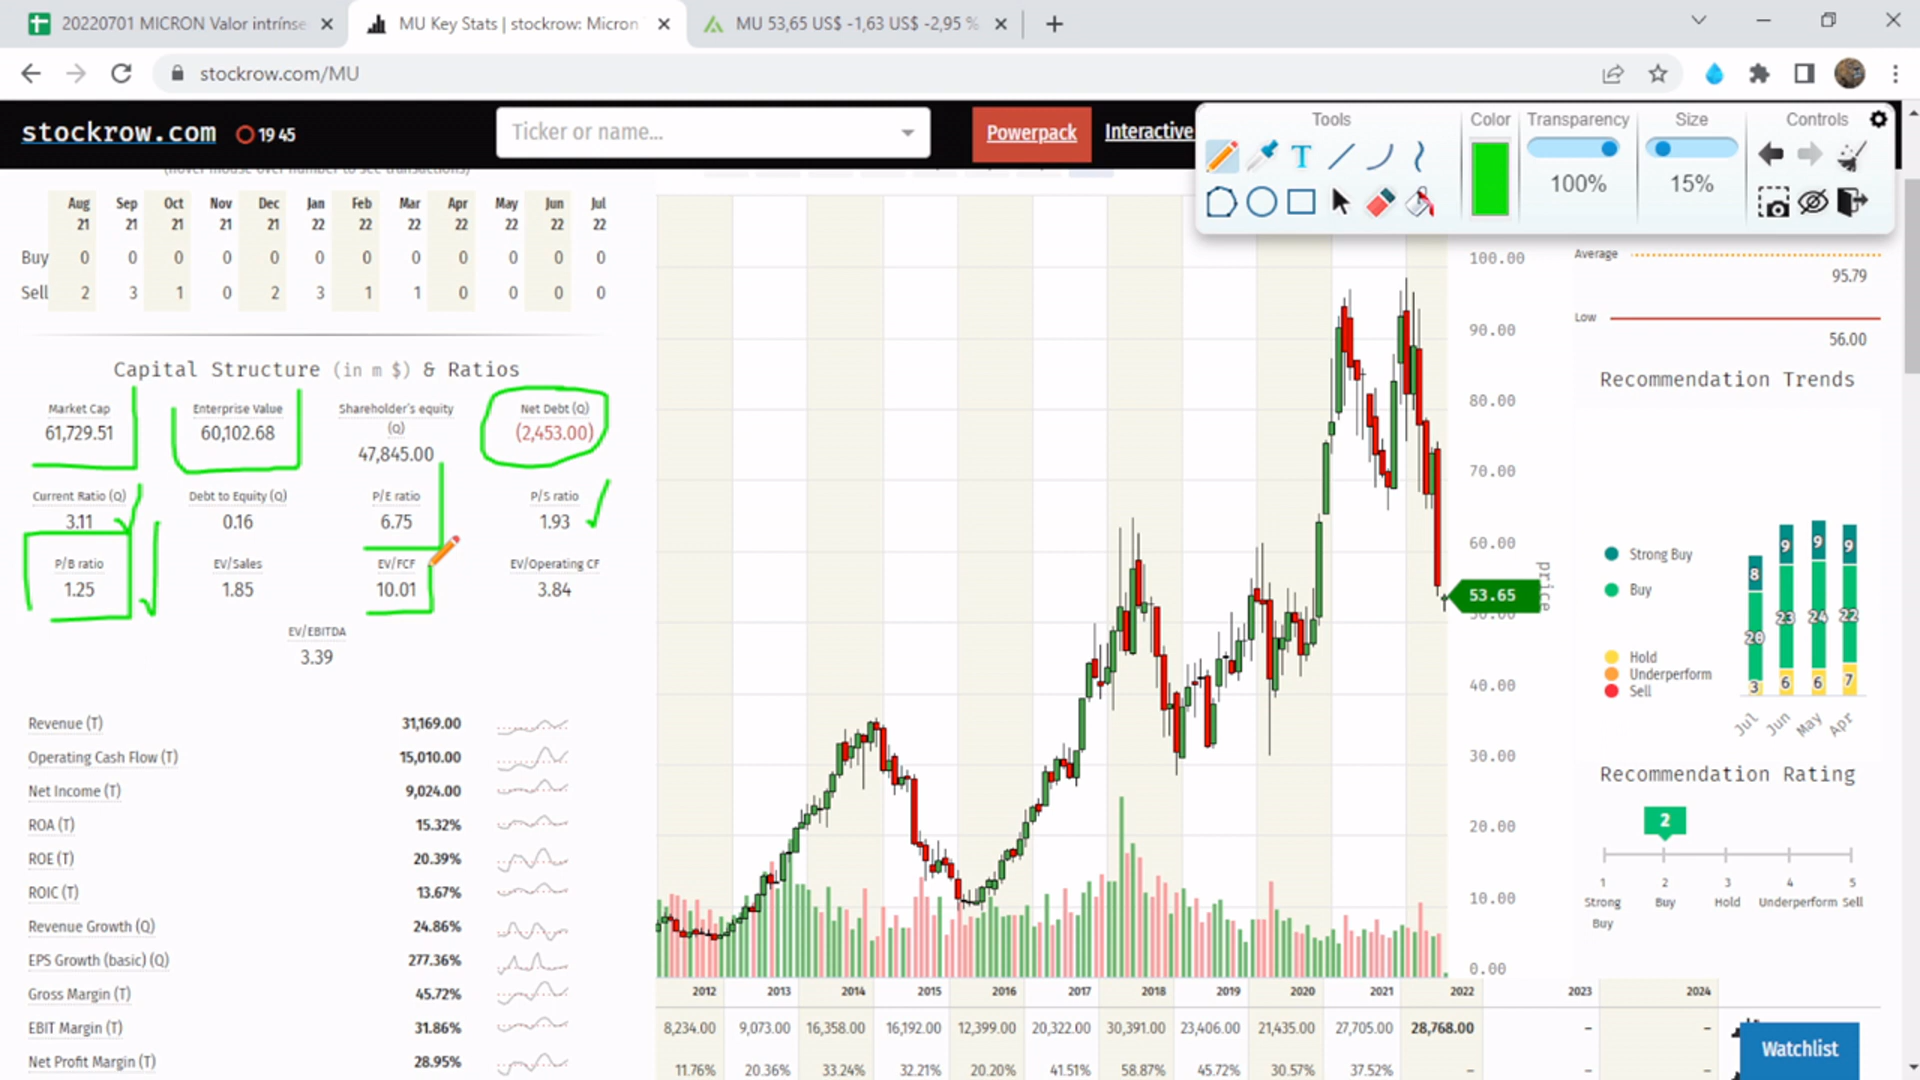 20220701 MICRON Valor intrínse
MU Key Stats | stockrow: Micron
MU 53,65 US$ -1,63 US$ -2,95 %
stockrow.com/MU
stockrow.com
19 45
Ticker or name...
Powerpack
Interactive
Tools
Color
Transparency
Size
Controls
T
100%
15%
(hover mouse over number to see transactions)
Aug Sep Oct Nov Dec Jan Feb Mar Apr May Jun Jul
21 21 21 21 21 22 22 22 22 22 22 22
Buy 0 0 0 0 0 0 0 0 0 0 0 0
Sell 2 3 1 0 2 3 1 1 0 0 0 0
Capital Structure (in m $) & Ratios
Market Cap
61,729.51
Enterprise Value
60,102.68
Shareholder's equity
(Q)
47,845.00
Net Debt (Q)
(2,453.00)
Current Ratio (Q)
3.11
Debt to Equity (Q)
0.16
P/E ratio
6.75
P/S ratio
1.93
P/B ratio
1.25
EV/Sales
1.85
EV/FCF
10.01
EV/Operating CF
3.84
EV/EBITDA
3.39
Revenue (T) 31,169.00
Operating Cash Flow (T) 15,010.00
Net Income (T) 9,024.00
ROA (T) 15.32%
ROE (T) 20.39%
ROIC (T) 13.67%
Revenue Growth (Q) 24.86%
EPS Growth (basic) (Q) 277.36%
Gross Margin (T) 45.72%
EBIT Margin (T) 31.86%
Net Profit Margin (T) 28.95%
100.00
90.00
80.00
70.00
60.00
53.65
50.00
40.00
30.00
20.00
10.00
0.00
price
2012 2013 2014 2015 2016 2017 2018 2019 2020 2021 2022 2023 2024
8,234.00 9,073.00 16,358.00 16,192.00 12,399.00 20,322.00 30,391.00 23,406.00 21,435.00 27,705.00 28,768.00 – –
11.76% 20.36% 33.24% 32.21% 20.20% 41.51% 58.87% 45.72% 30.57% 37.52% – – –
Average
95.79
Low
56.00
Recommendation Trends
Strong Buy
Buy
Hold
Underperform
Sell
8 9 9 9
20 23 24 22
3 6 6 7
Jul Jun May Apr
Recommendation Rating
2
1 2 3 4 5
Strong Buy Hold Underperform Sell
Buy
Watchlist